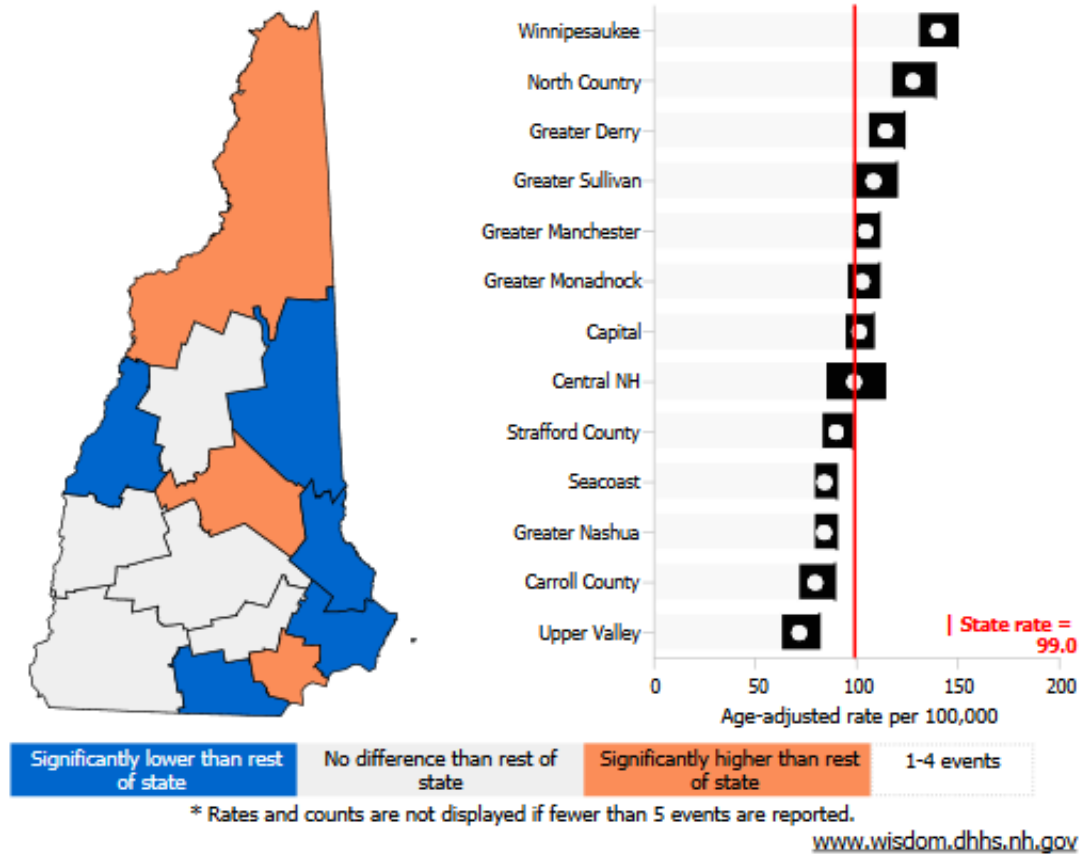 Winnipesaukee
North Country
Greater Derry
Greater Sullivan
Greater Manchester
Greater Monadnock
Capital
Central NH
Strafford County
Seacoast
Greater Nashua
Carroll County
Upper Valley
| State rate =
99.0
0 50 100 150 200
Age-adjusted rate per 100,000
Significantly lower than rest
of state
No difference than rest of
state
Significantly higher than rest
of state
1-4 events
* Rates and counts are not displayed if fewer than 5 events are reported.
www.wisdom.dhhs.nh.gov